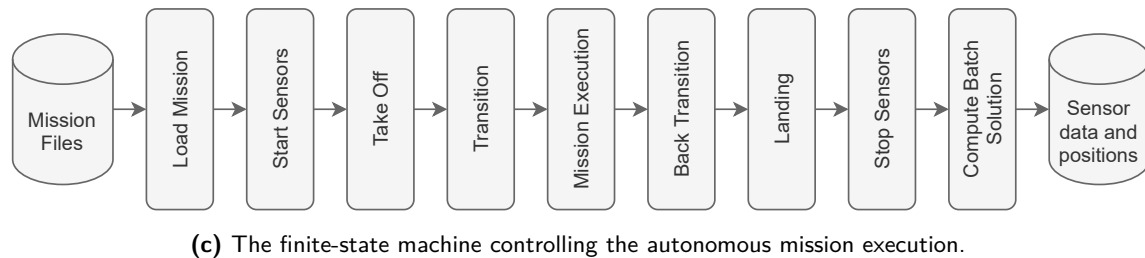 Mission
Files
Load Mission
Start Sensors
Take Off
Transition
Mission Execution
Back Transition
Landing
Stop Sensors
Compute Batch
Solution
Sensor
data and
positions
(c) The finite-state machine controlling the autonomous mission execution.